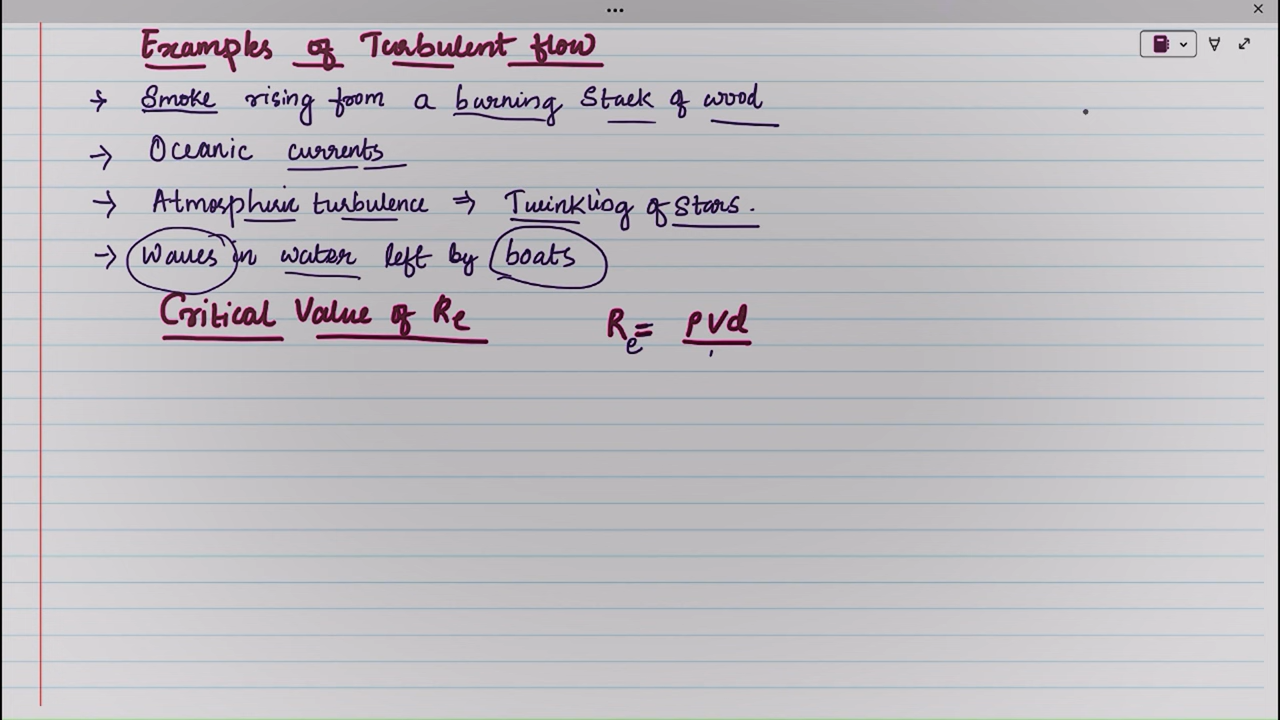 Examples of Turbulent flow
→ Smoke rising from a burning Stack of wood
→ Oceanic currents
→ Atmospheric turbulence ⇒ Twinkling of Stars.
→ Waves in water left by boats
Critical Value of Re
Re = ρVd